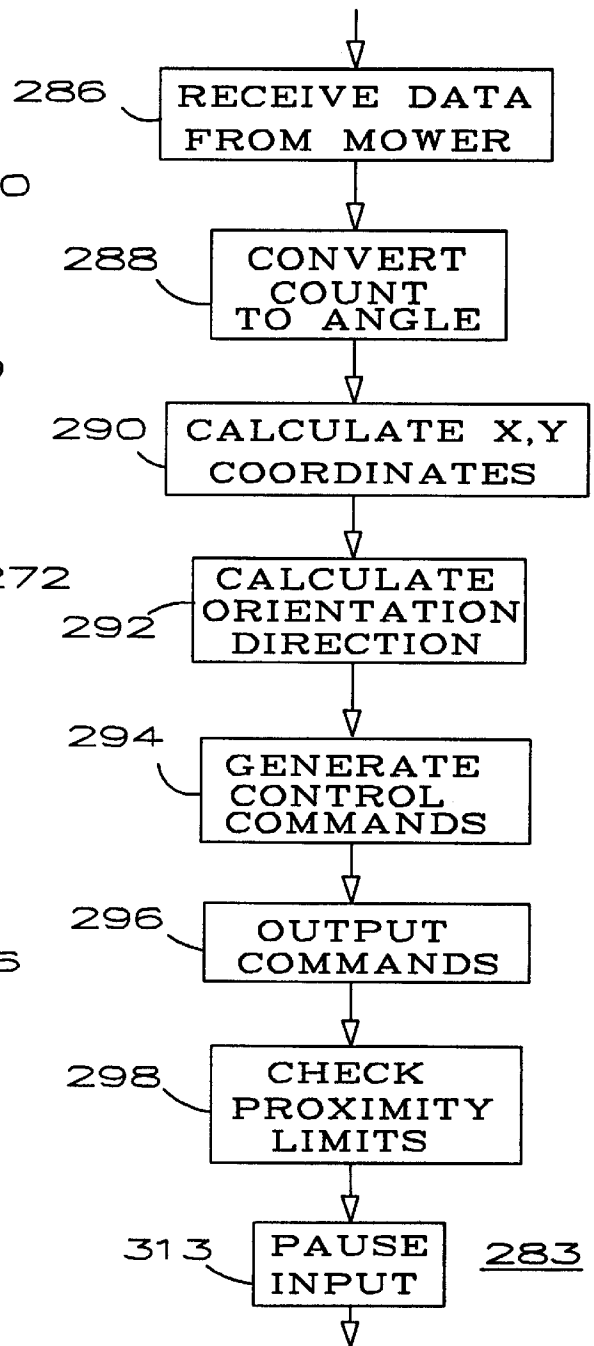 286
RECEIVE DATA
FROM MOWER
0
288
CONVERT
COUNT
TO ANGLE
290
CALCULATE X,Y
COORDINATES
272
292
CALCULATE
ORIENTATION
DIRECTION
294
GENERATE
CONTROL
COMMANDS
296
OUTPUT
COMMANDS
298
CHECK
PROXIMITY
LIMITS
313
PAUSE
INPUT
283